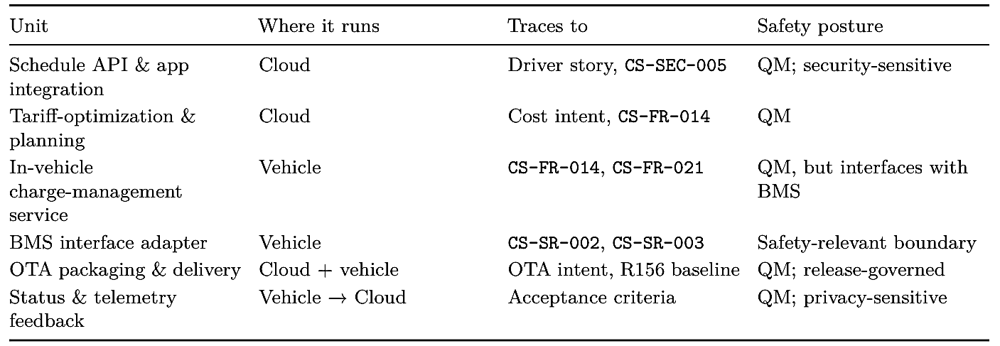 Unit Where it runs Traces to Safety posture
Schedule API & app Cloud Driver story, CS-SEC-005 QM; security-sensitive
integration
Tariff-optimization & Cloud Cost intent, CS-FR-014 QM
planning
In-vehicle Vehicle CS-FR-014, CS-FR-021 QM, but interfaces with
charge-management BMS
service
BMS interface adapter Vehicle CS-SR-002, CS-SR-003 Safety-relevant boundary
OTA packaging & delivery Cloud + vehicle OTA intent, R156 baseline QM; release-governed
Status & telemetry Vehicle → Cloud Acceptance criteria QM; privacy-sensitive
feedback